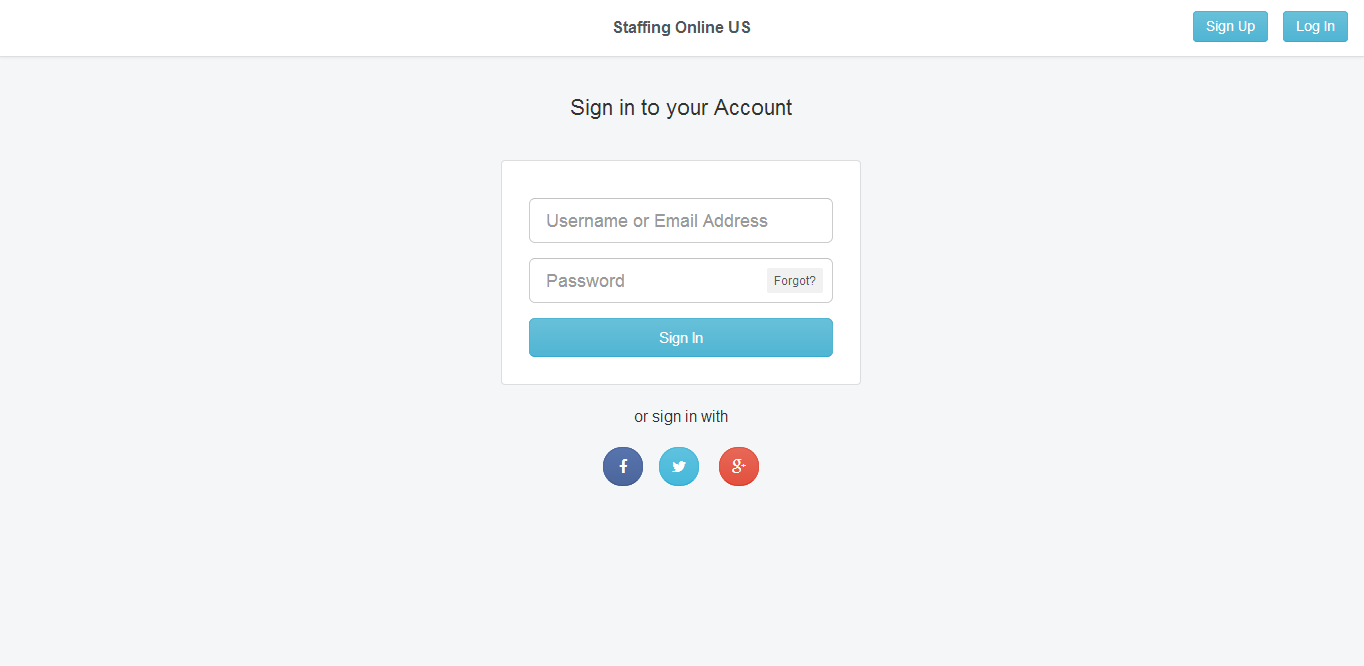 Staffing Online US
Sign Up
Log In
Sign in to your Account
Username or Email Address
Password
Forgot?
Sign In
or sign in with
f
g+